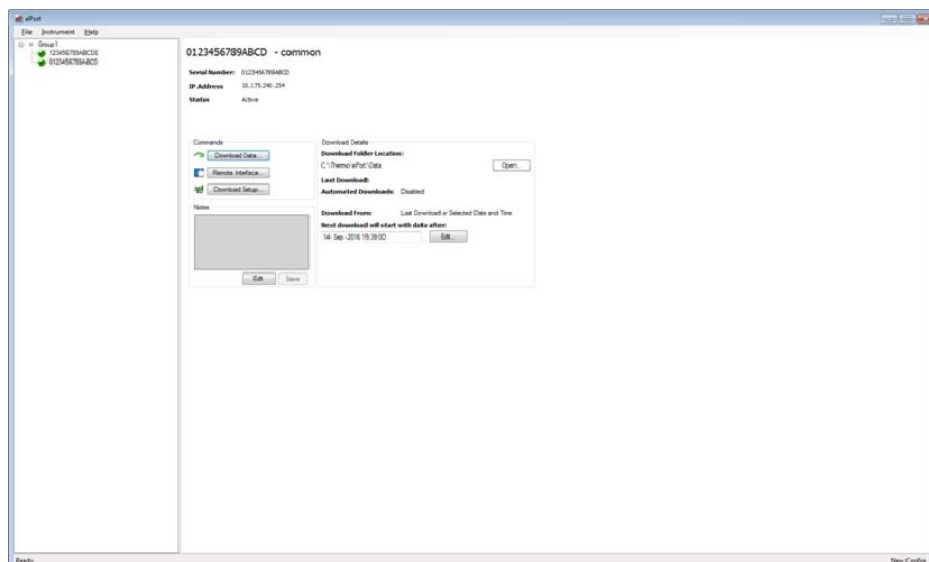 ePort
File Instrument Help
Group1
123456789ABCDE
0123456789ABCD
0123456789ABCD - common
Serial Number: 0123456789ABCD
IP Address 10.175.240.254
Status Active
Commands
Download Data...
Remote Interface...
Download Setup...
Notes
Edit Save
Download Details
Download Folder Location:
C:\Thermo\ePort\Data Open...
Last Download:
Automated Downloads: Disabled
Download From: Last Download or Selected Date and Time
Next download will start with data after:
14- Sep -2016 15:39:00 Edit...
Ready New iConfig